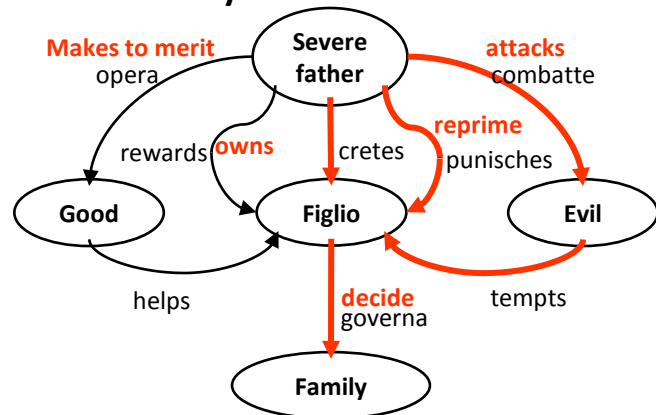 Makes to merit
opera
Severe
father
attacks
combatte
rewards
owns
cretes
reprime
punisches
Good
Figlio
Evil
helps
decide
governa
tempts
Family